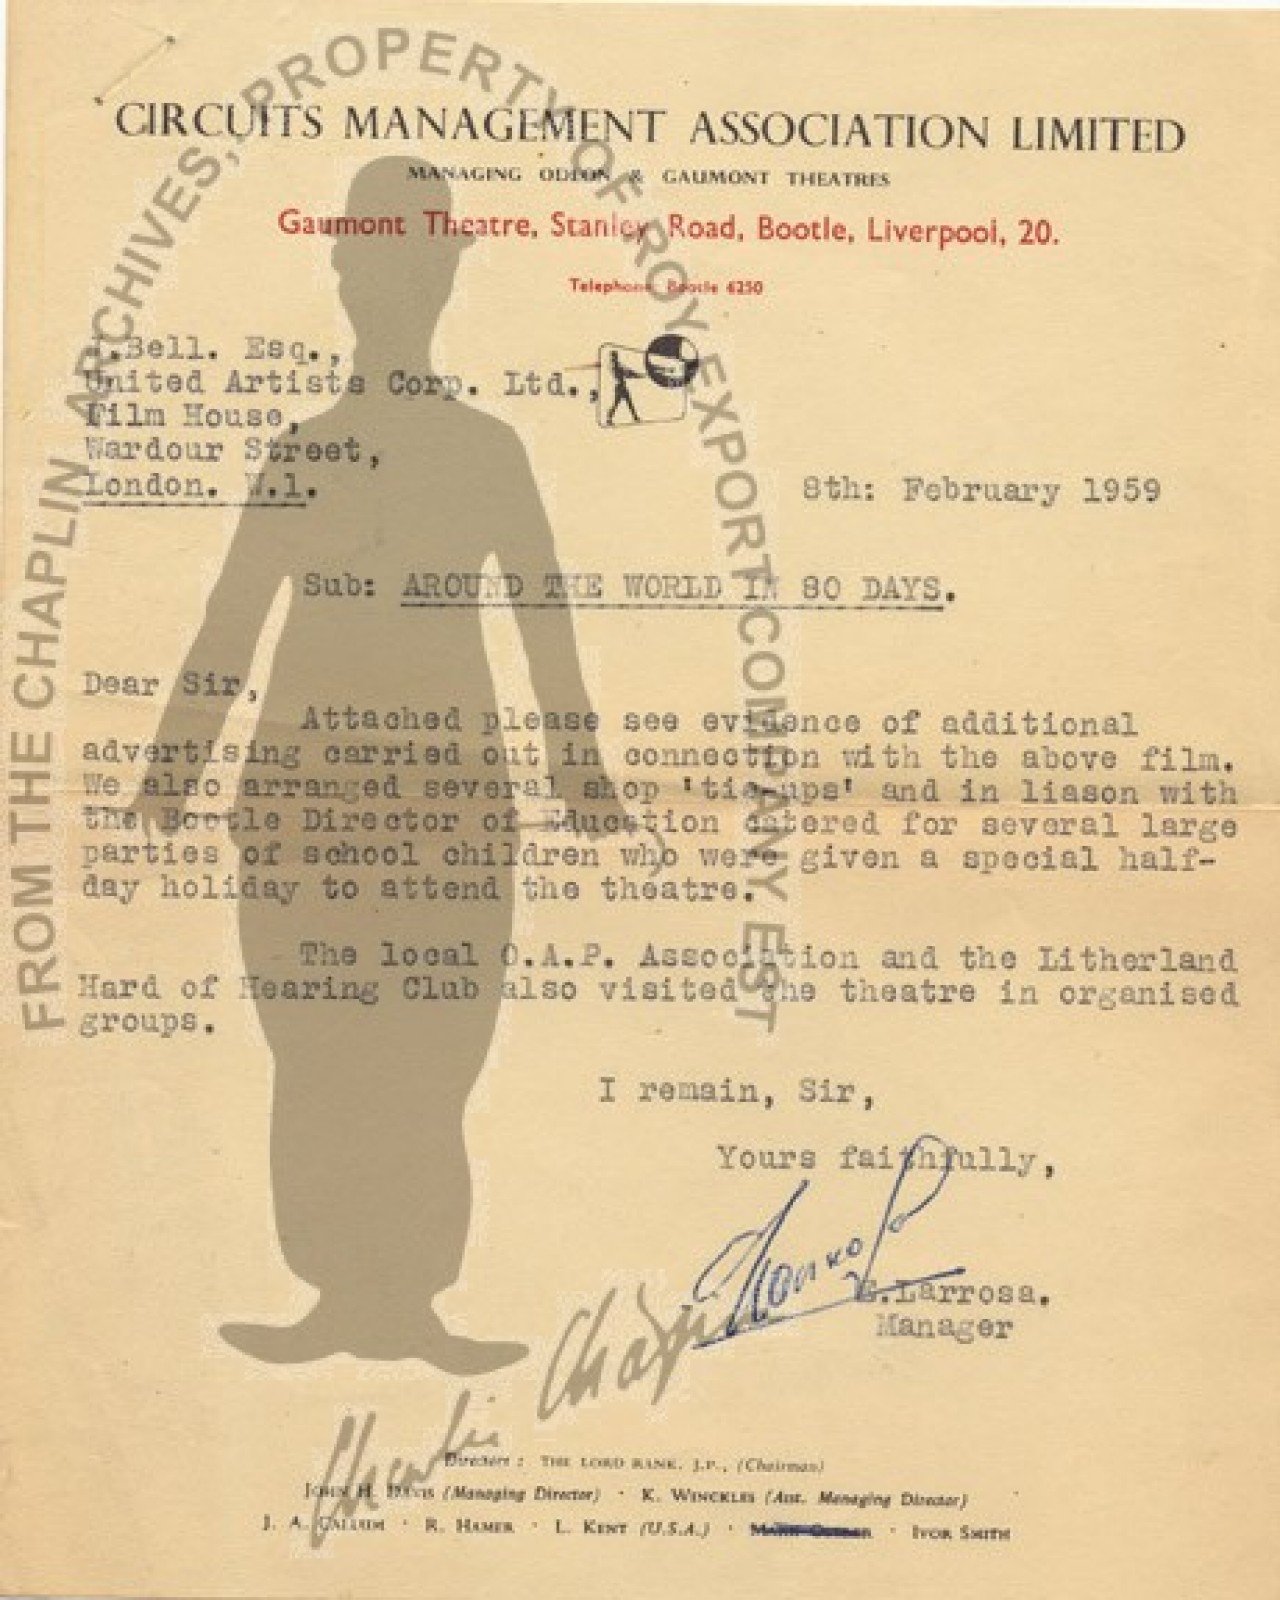 FROM THE CHAPLIN ARCHIVES, PROPERTY OF ROY EXPORT COMPANY EST
CIRCUITS MANAGEMENT ASSOCIATION LIMITED
MANAGING ODEON & GAUMONT THEATRES
Gaumont Theatre, Stanley Road, Bootle, Liverpool, 20.
Telephone: Bootle 6250
J.Bell. Esq.,
United Artists Corp. Ltd.,
Film House,
Wardour Street,
London. W.1.
8th: February 1959
Sub: AROUND THE WORLD IN 80 DAYS.
Dear Sir,
Attached please see evidence of additional
advertising carried out in connection with the above film.
We also arranged several shop 'tie-ups' and in liason with
the Bootle Director of Education catered for several large
parties of school children who were given a special half-
day holiday to attend the theatre.
The local O.A.P. Association and the Litherland
Hard of Hearing Club also visited the theatre in organised
groups.
I remain, Sir,
Yours faithfully,
Larrosa.
Manager
Charlie Chaplin
Directors: THE LORD RANK, J.P., (Chairman)
JOHN H. DAVIS (Managing Director) · K. WINCKLES (Asst. Managing Director)
J. A. CALLUM · R. HAMER · L. KENT (U.S.A.) · IVOR SMITH